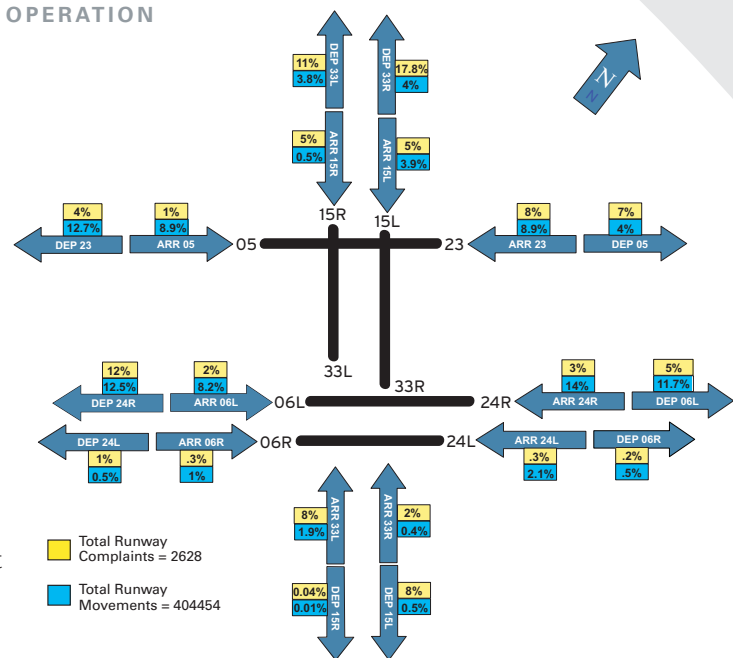 OPERATION
N
N
11%
3.8%
DEP 33L
17.8%
4%
DEP 33R
5%
0.5%
ARR 15R
5%
3.9%
ARR 15L
15R
15L
4%
12.7%
DEP 23
1%
8.9%
ARR 05
05
23
8%
8.9%
ARR 23
7%
4%
DEP 05
33L
33R
12%
12.5%
DEP 24R
2%
8.2%
ARR 06L
06L
24R
3%
14%
ARR 24R
5%
11.7%
DEP 06L
DEP 24L
1%
0.5%
ARR 06R
.3%
1%
06R
24L
ARR 24L
.3%
2.1%
DEP 06R
.2%
.5%
8%
1.9%
ARR 33L
2%
0.4%
ARR 33R
0.04%
0.01%
DEP 15R
8%
0.5%
DEP 15L
Total Runway
Complaints = 2628
Total Runway
Movements = 404454